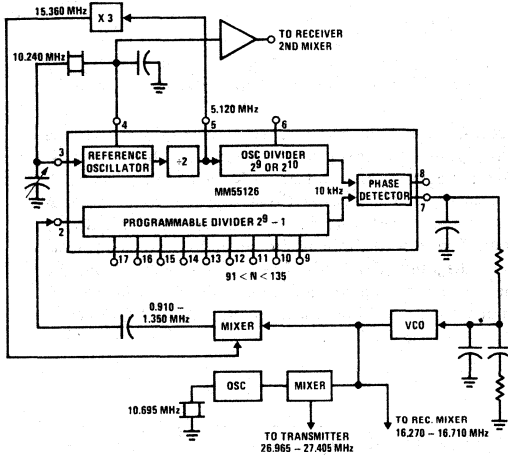 15.360 MHz
X 3
TO RECEIVER
2ND MIXER
10.240 MHz
5.120 MHz
4
5
6
3
REFERENCE
OSCILLATOR
÷2
OSC DIVIDER
2⁹ OR 2¹⁰
MM55126
10 kHz
PHASE
DETECTOR
8
7
2
PROGRAMMABLE DIVIDER 2⁹ – 1
17 16 15 14 13 12 11 10 9
91 < N < 135
0.910 –
1.350 MHz
MIXER
VCO
OSC
MIXER
10.695 MHz
TO TRANSMITTER
26.965 – 27.405 MHz
TO REC. MIXER
16.270 – 16.710 MHz